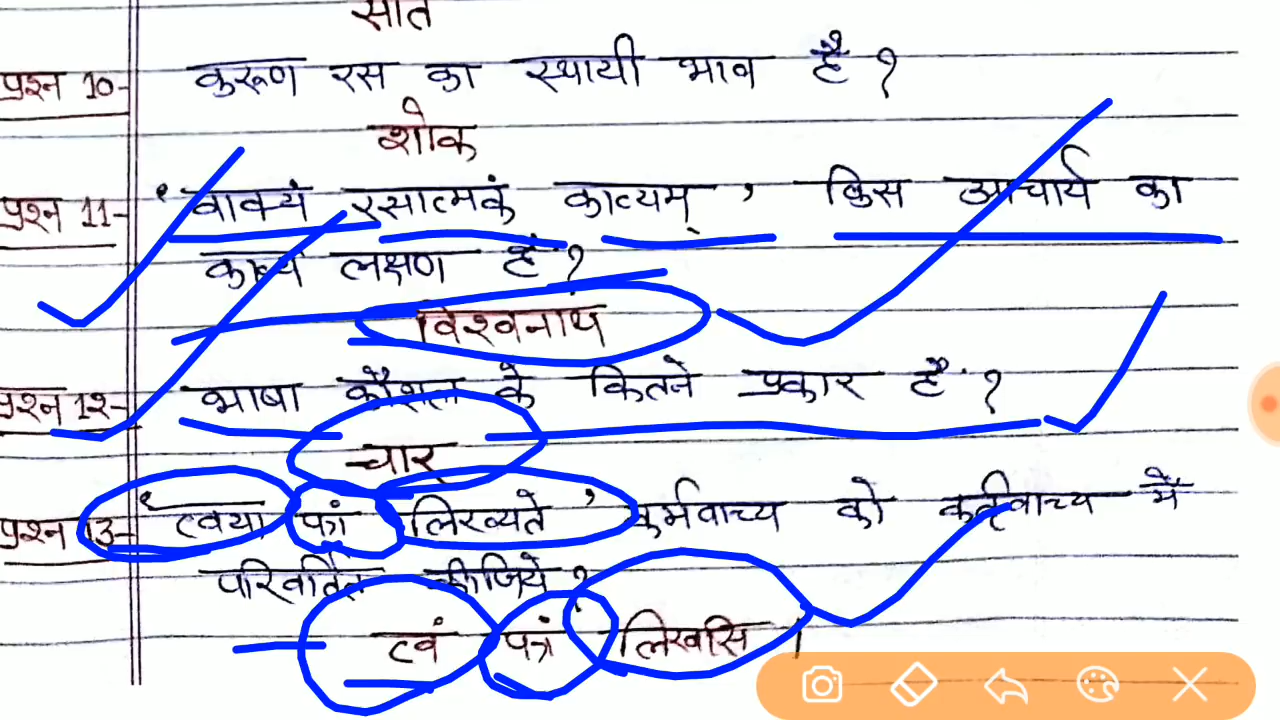 सात
प्रश्न 10- कुरूण रस का स्थायी भाव है ?
शोक
प्रश्न 11- 'वाक्यं रसात्मकं काव्यम्' किस आचार्य का
काव्य लक्षण है ?
विश्वनाथ
प्रश्न 12- भाषा कौशल के कितने प्रकार हैं ?
चार
प्रश्न 13- 'त्वया पत्रं लिख्यते' कर्मवाच्य को कर्तृवाच्य में
परिवर्तित कीजिये ?
त्वं पत्रं लिखसि ।